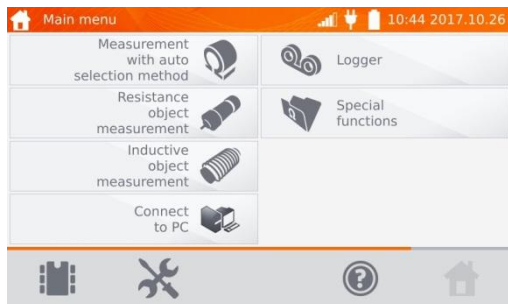 Main menu
10:44 2017.10.26
Measurement
with auto
selection method
Logger
Resistance
object
measurement
Special
functions
Inductive
object
measurement
Connect
to PC